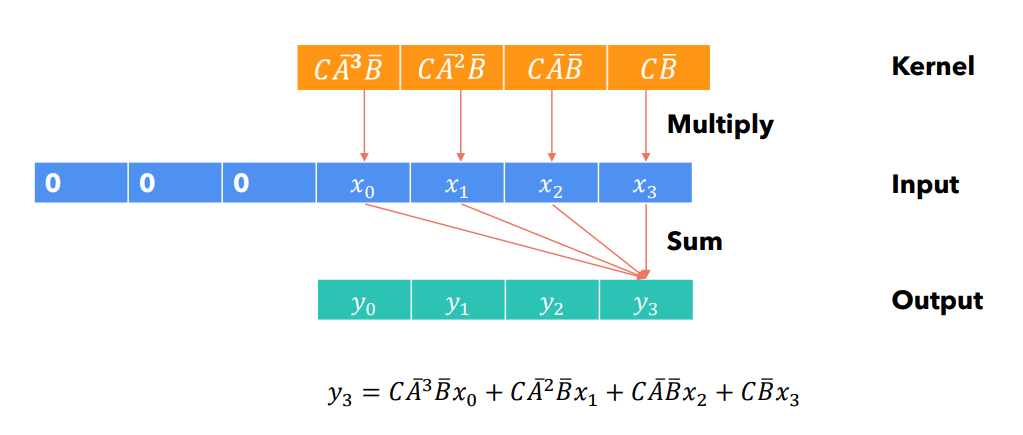 CĀ³B̄ CĀ²B̄ CĀB̄ CB̄ Kernel
Multiply
0 0 0 x₀ x₁ x₂ x₃ Input
Sum
y₀ y₁ y₂ y₃ Output
y₃ = CĀ³B̄x₀ + CĀ²B̄x₁ + CĀB̄x₂ + CB̄x₃